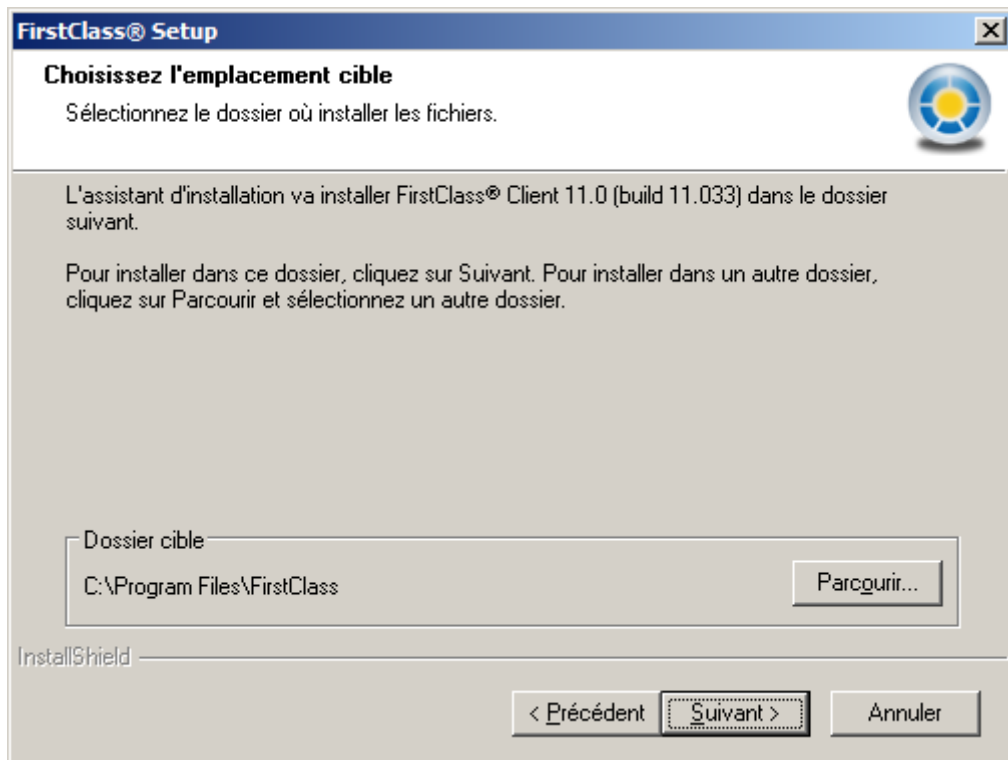 FirstClass® Setup
Choisissez l'emplacement cible
Sélectionnez le dossier où installer les fichiers.
L'assistant d'installation va installer FirstClass® Client 11.0 (build 11.033) dans le dossier
suivant.
Pour installer dans ce dossier, cliquez sur Suivant. Pour installer dans un autre dossier,
cliquez sur Parcourir et sélectionnez un autre dossier.
Dossier cible
C:\Program Files\FirstClass
Parcourir...
InstallShield
< Précédent
Suivant >
Annuler